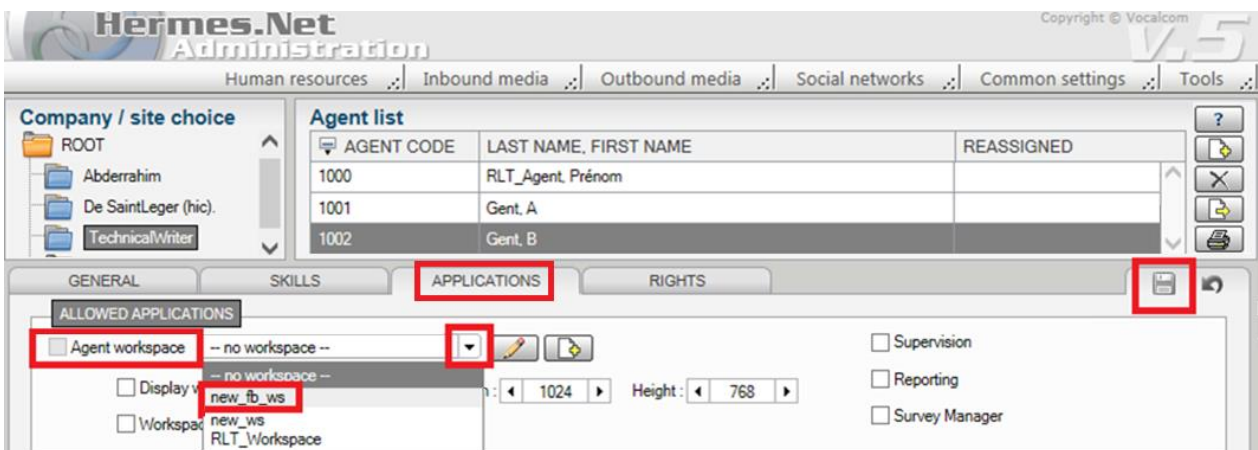 Hermes.Net
Administration
Copyright © Vocalcom
V.5
Human resources Inbound media Outbound media Social networks Common settings Tools
Company / site choice
ROOT
Abderrahim
De SaintLeger (hic).
TechnicalWriter
Agent list
AGENT CODE LAST NAME, FIRST NAME REASSIGNED
1000 RLT_Agent, Prénom
1001 Gent, A
1002 Gent, B
?
GENERAL SKILLS APPLICATIONS RIGHTS
ALLOWED APPLICATIONS
Agent workspace -- no workspace -- Supervision
-- no workspace --
Display Height : 1024 768 Reporting
new_fb_ws
new_ws Survey Manager
RLT_Workspace